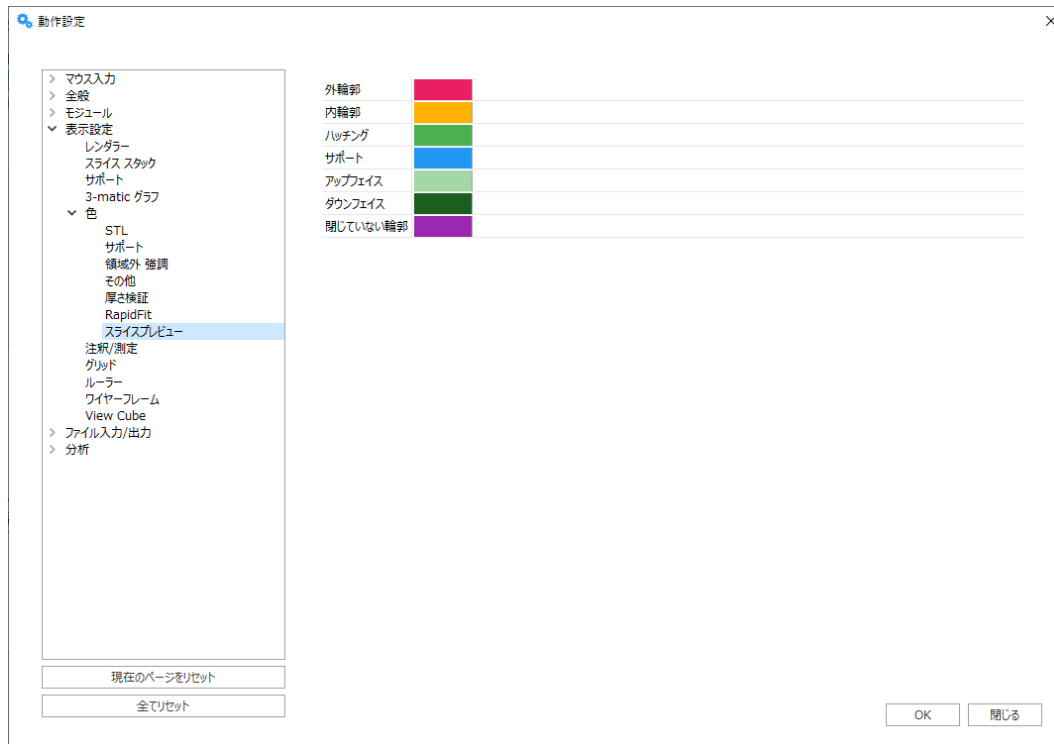 動作設定
マウス入力
全般
モジュール
表示設定
レンダラー
スライス スタック
サポート
3-matic グラフ
色
STL
サポート
領域外 強調
その他
厚さ検証
RapidFit
スライスプレビュー
注釈/測定
グリッド
ルーラー
ワイヤーフレーム
View Cube
ファイル入力/出力
分析
現在のページをリセット
全てリセット
外輪郭
内輪郭
ハッチング
サポート
アップフェイス
ダウンフェイス
閉じていない輪郭
OK
閉じる